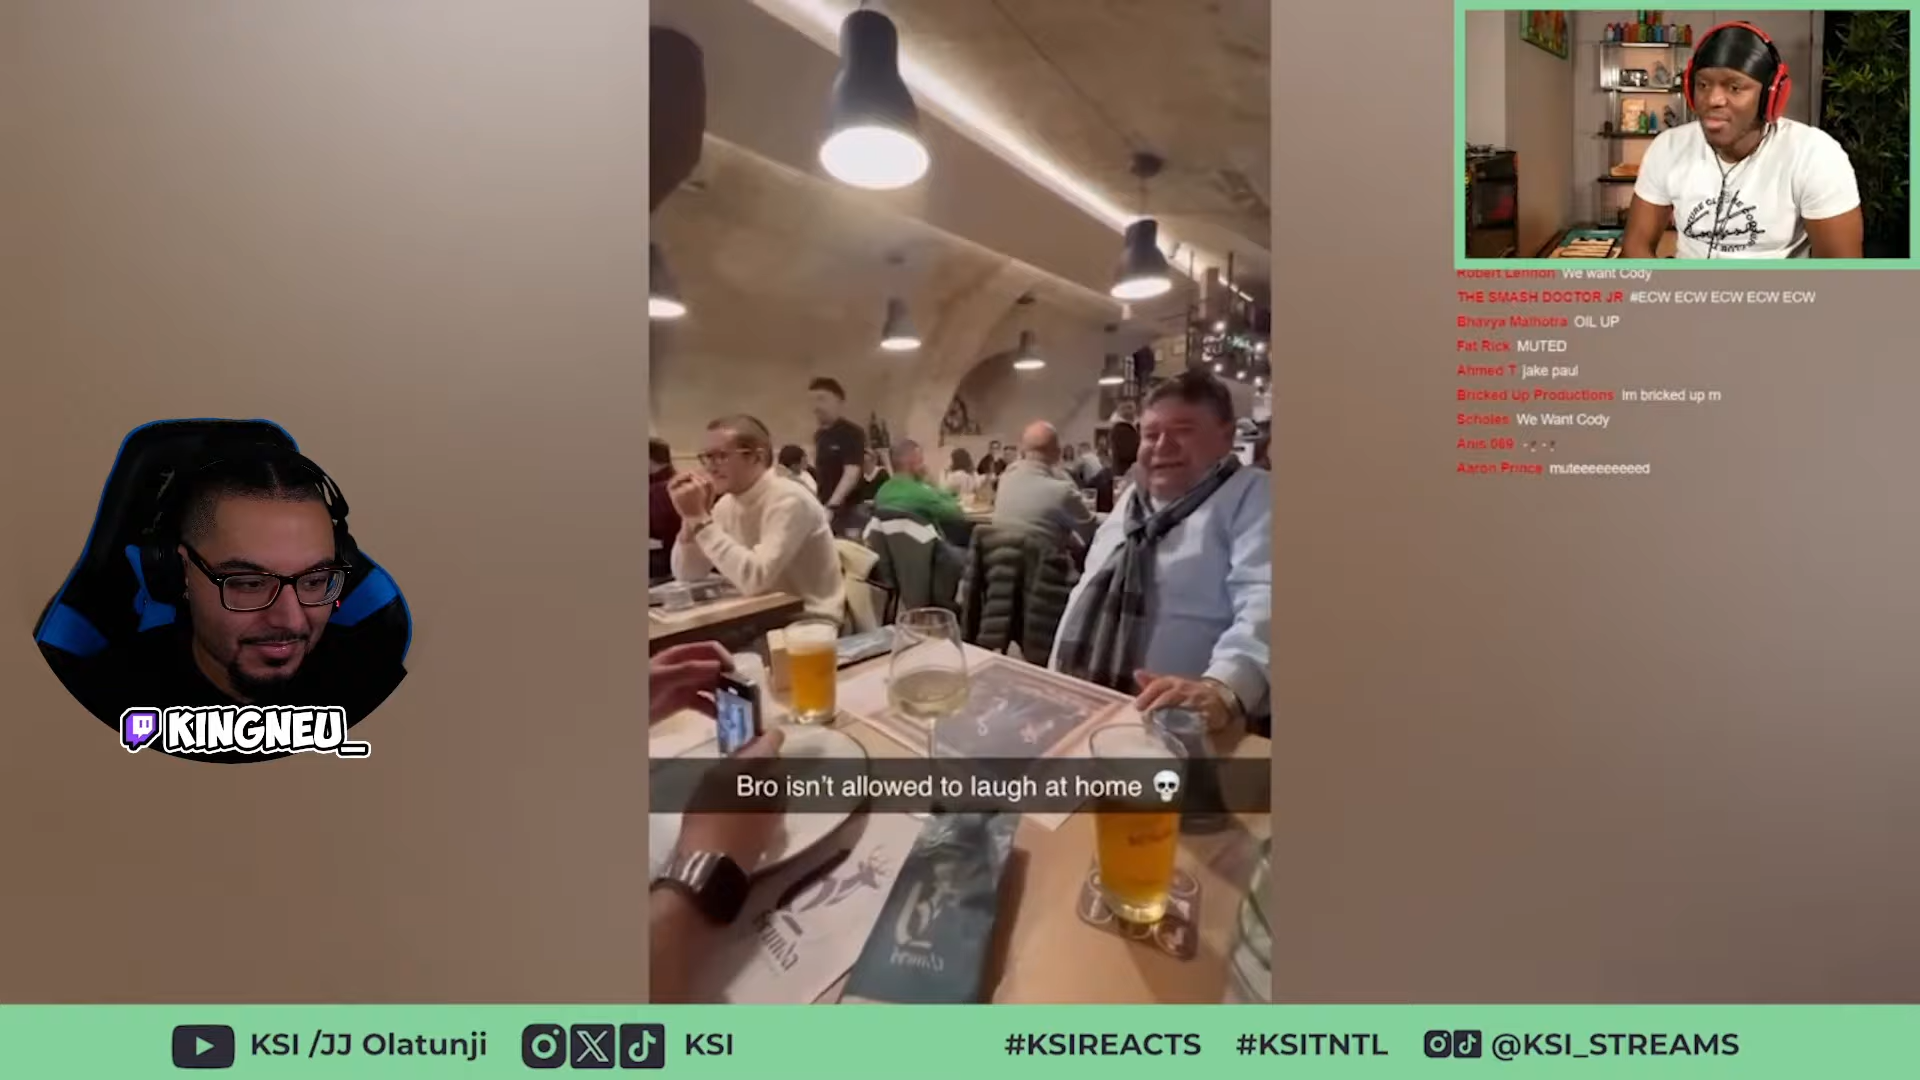 Robert Lennon We want Cody
THE SMASH DOCTOR JR #ECW ECW ECW ECW ECW
Bhavya Malhotra OIL UP
Fat Rick MUTED
Ahmed T jake paul
Bricked Up Productions Im bricked up rn
Scholes We Want Cody
Anis 069
Aaron Prince muteeeeeeeeed
KINGNEU_
Bro isn't allowed to laugh at home 💀
KSI /JJ Olatunji
KSI
#KSIREACTS
#KSITNTL
@KSI_STREAMS